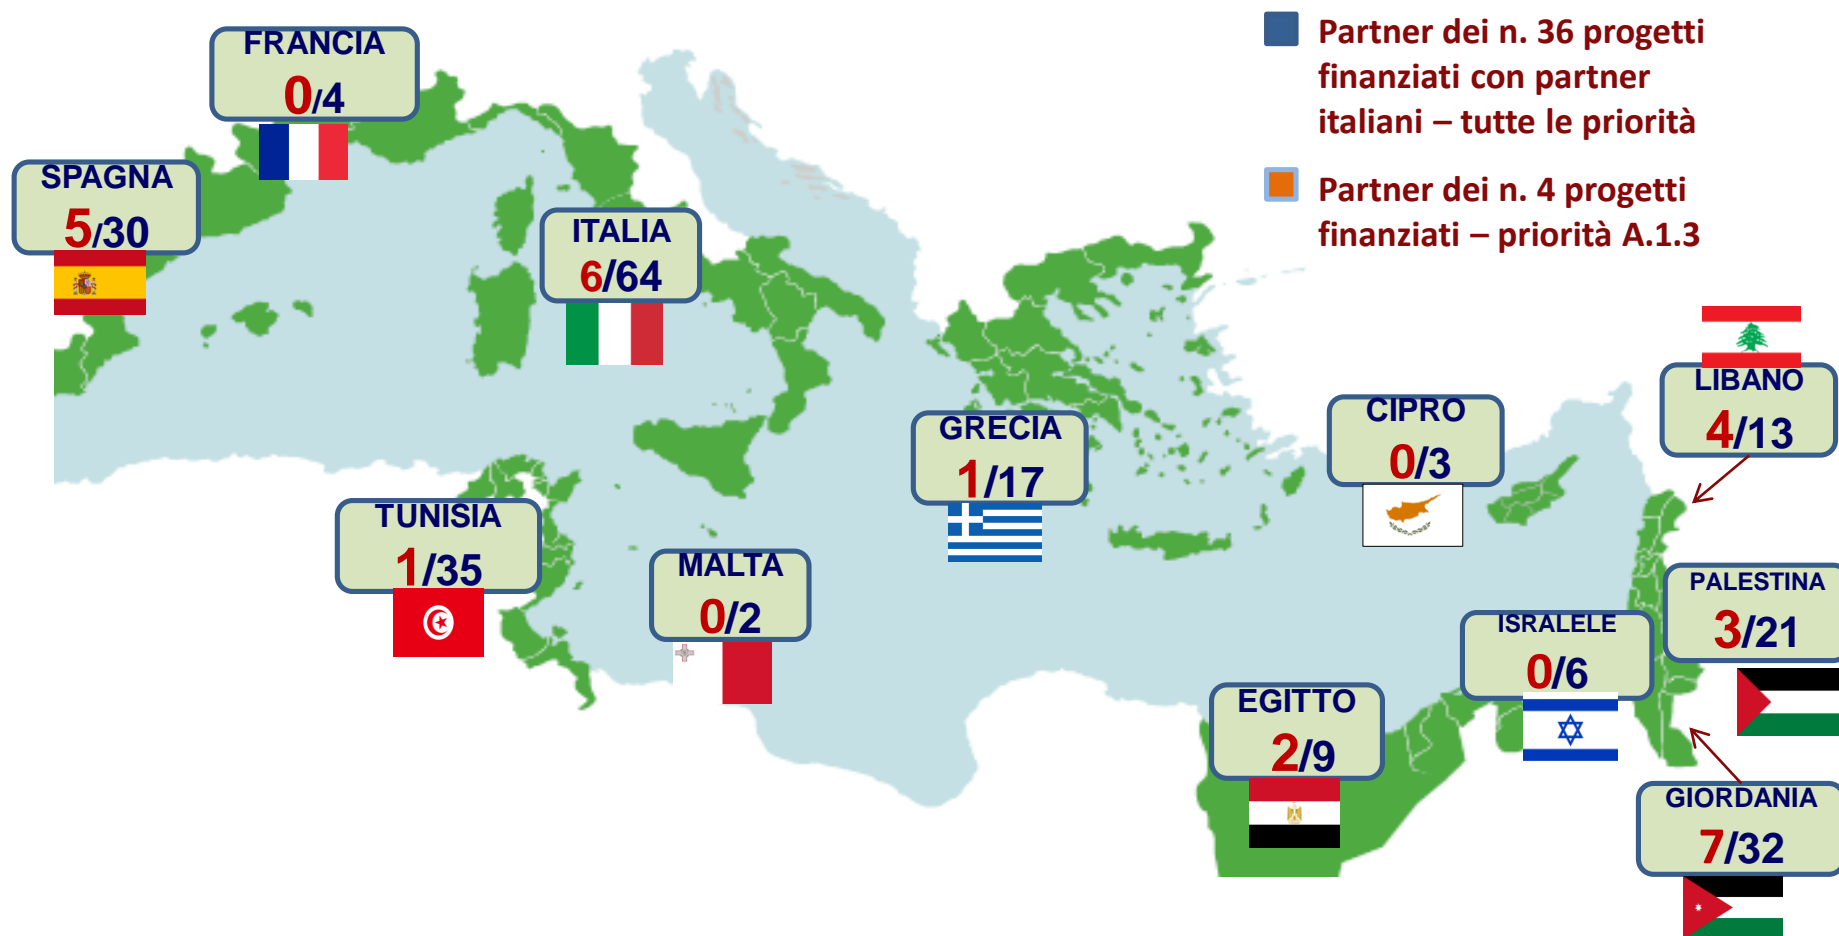 FRANCIA
0/4
SPAGNA
5/30
ITALIA
6/64
Partner dei n. 36 progetti
finanziati con partner
italiani – tutte le priorità
Partner dei n. 4 progetti
finanziati – priorità A.1.3
LIBANO
4/13
CIPRO
0/3
GRECIA
1/17
TUNISIA
1/35
MALTA
0/2
PALESTINA
3/21
ISRALELE
0/6
EGITTO
2/9
GIORDANIA
7/32